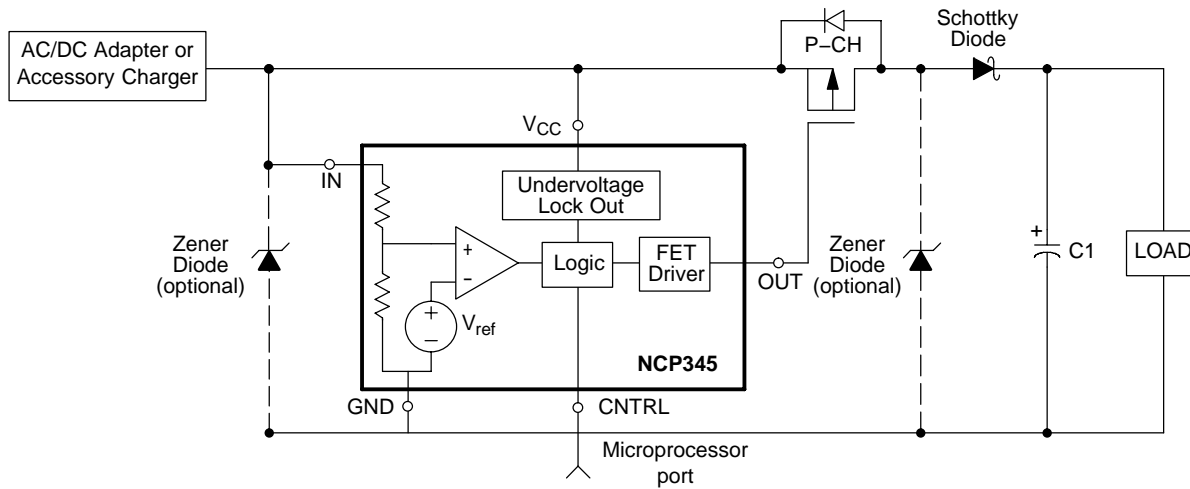 AC/DC Adapter or
Accessory Charger
P–CH
Schottky
Diode
VCC
IN
Undervoltage
Lock Out
Zener
Diode
(optional)
+
–
Logic
FET
Driver
OUT
Zener
Diode
(optional)
+
C1
LOAD
+
–
Vref
NCP345
GND
CNTRL
Microprocessor
port